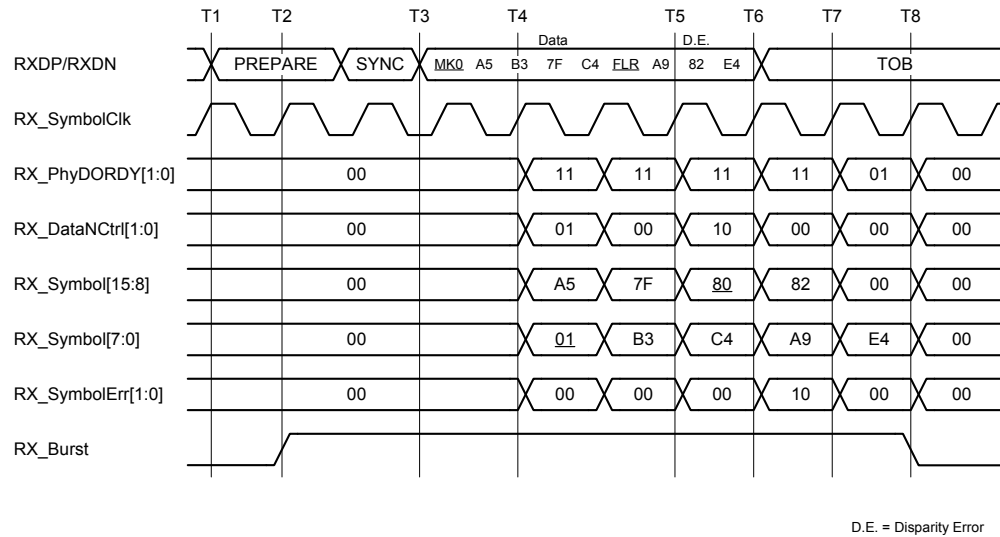 T1 T2 T3 T4 T5 T6 T7 T8
Data D.E.
RXDP/RXDN PREPARE SYNC MK0 A5 B3 7F C4 FLR A9 82 E4 TOB
RX_SymbolClk
RX_PhyDORDY[1:0] 00 11 11 11 11 01 00
RX_DataNCtrl[1:0] 00 01 00 10 00 00 00
RX_Symbol[15:8] 00 A5 7F 80 82 00 00
RX_Symbol[7:0] 00 01 B3 C4 A9 E4 00
RX_SymbolErr[1:0] 00 00 00 00 10 00 00
RX_Burst
D.E. = Disparity Error